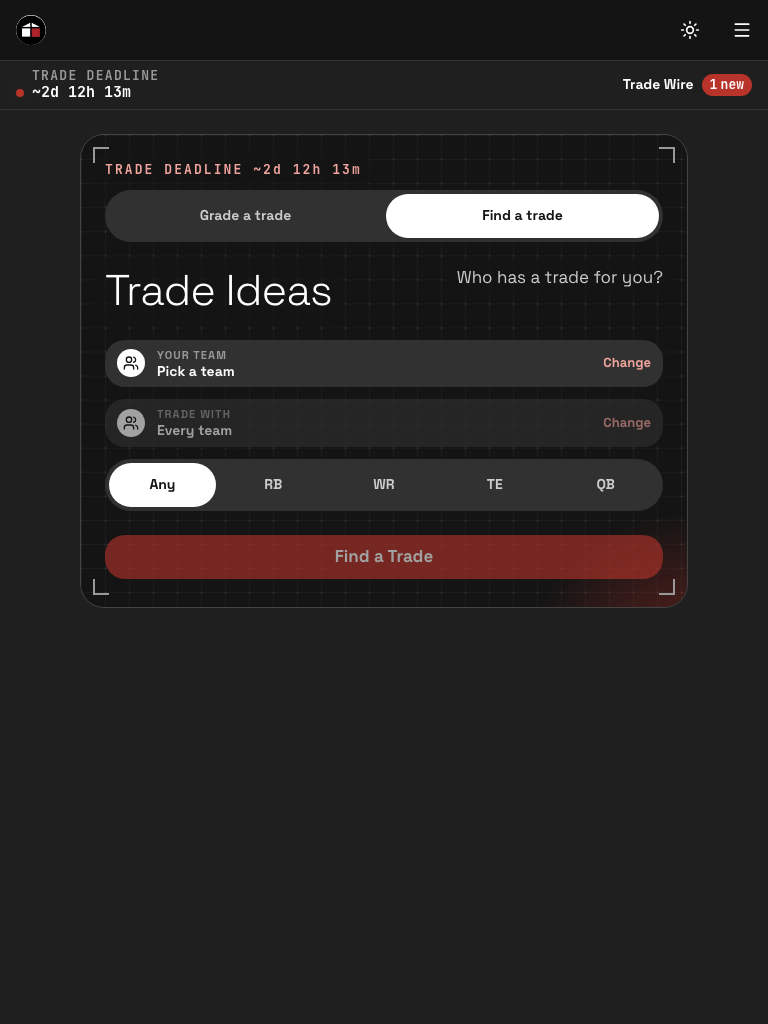 TRADE DEADLINE
~2d 12h 13m
Trade Wire 1 new
TRADE DEADLINE ~2d 12h 13m
Grade a trade Find a trade
Trade Ideas
Who has a trade for you?
YOUR TEAM
Pick a team
Change
TRADE WITH
Every team
Change
Any RB WR TE QB
Find a Trade